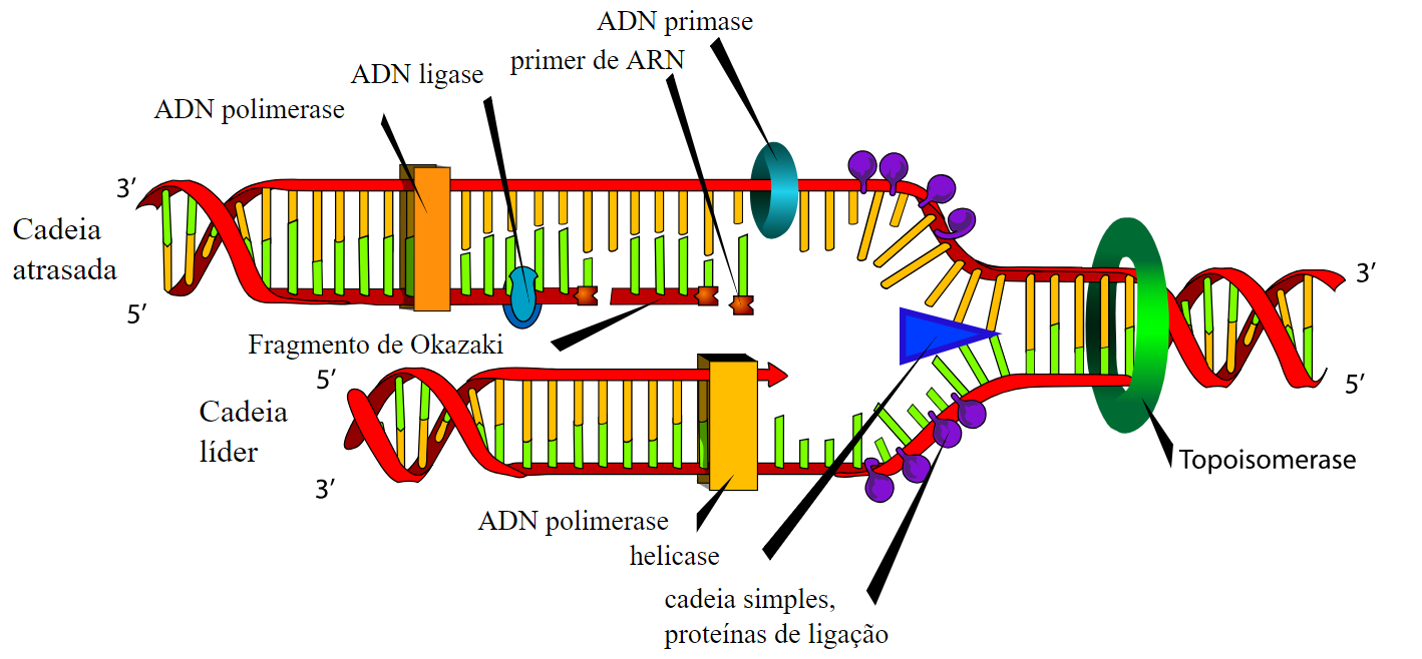 ADN primase
primer de ARN
ADN ligase
ADN polimerase
3′
Cadeia
atrasada
5′
3′
5′
Fragmento de Okazaki
5′
Cadeia
líder
3′
Topoisomerase
ADN polimerase
helicase
cadeia simples,
proteínas de ligação